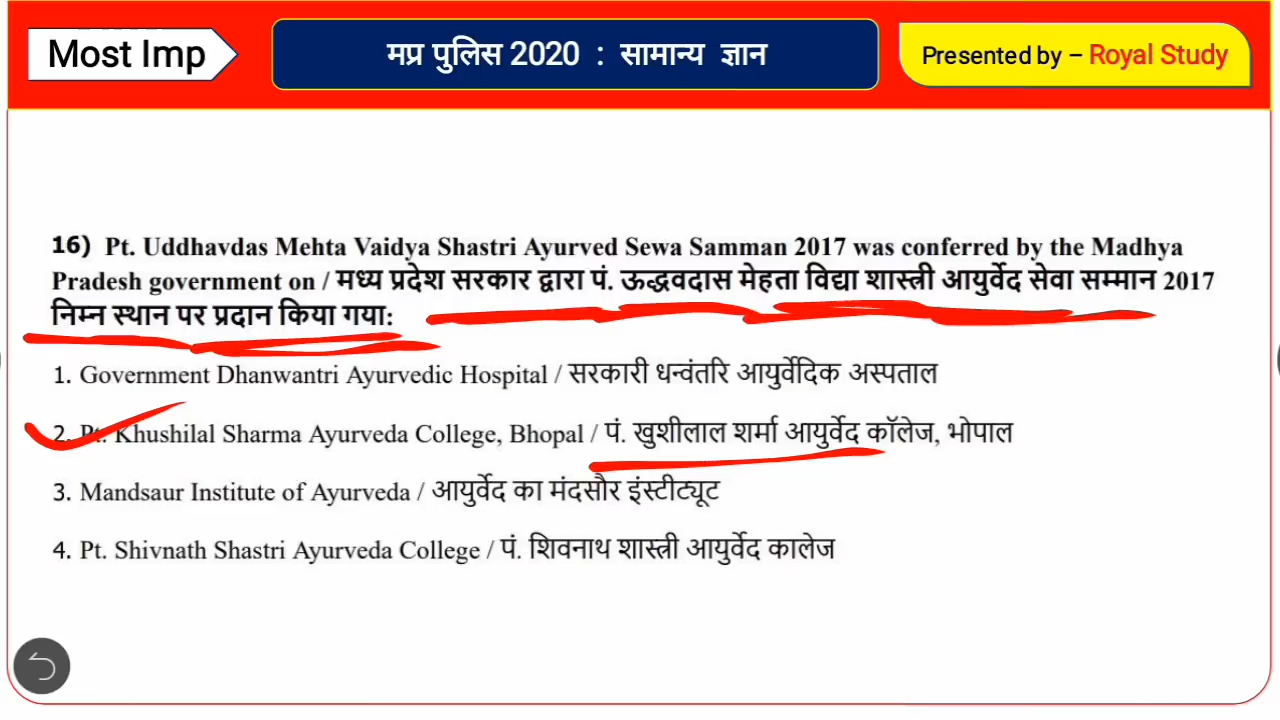 Most Imp
मप्र पुलिस 2020 : सामान्य ज्ञान
Presented by – Royal Study
16) Pt. Uddhavdas Mehta Vaidya Shastri Ayurved Sewa Samman 2017 was conferred by the Madhya
Pradesh government on / मध्य प्रदेश सरकार द्वारा पं. ऊद्धवदास मेहता विद्या शास्त्री आयुर्वेद सेवा सम्मान 2017
निम्न स्थान पर प्रदान किया गया:
1. Government Dhanwantri Ayurvedic Hospital / सरकारी धन्वंतरि आयुर्वेदिक अस्पताल
2. Pt. Khushilal Sharma Ayurveda College, Bhopal / पं. खुशीलाल शर्मा आयुर्वेद कॉलेज, भोपाल
3. Mandsaur Institute of Ayurveda / आयुर्वेद का मंदसौर इंस्टीट्यूट
4. Pt. Shivnath Shastri Ayurveda College / पं. शिवनाथ शास्त्री आयुर्वेद कालेज